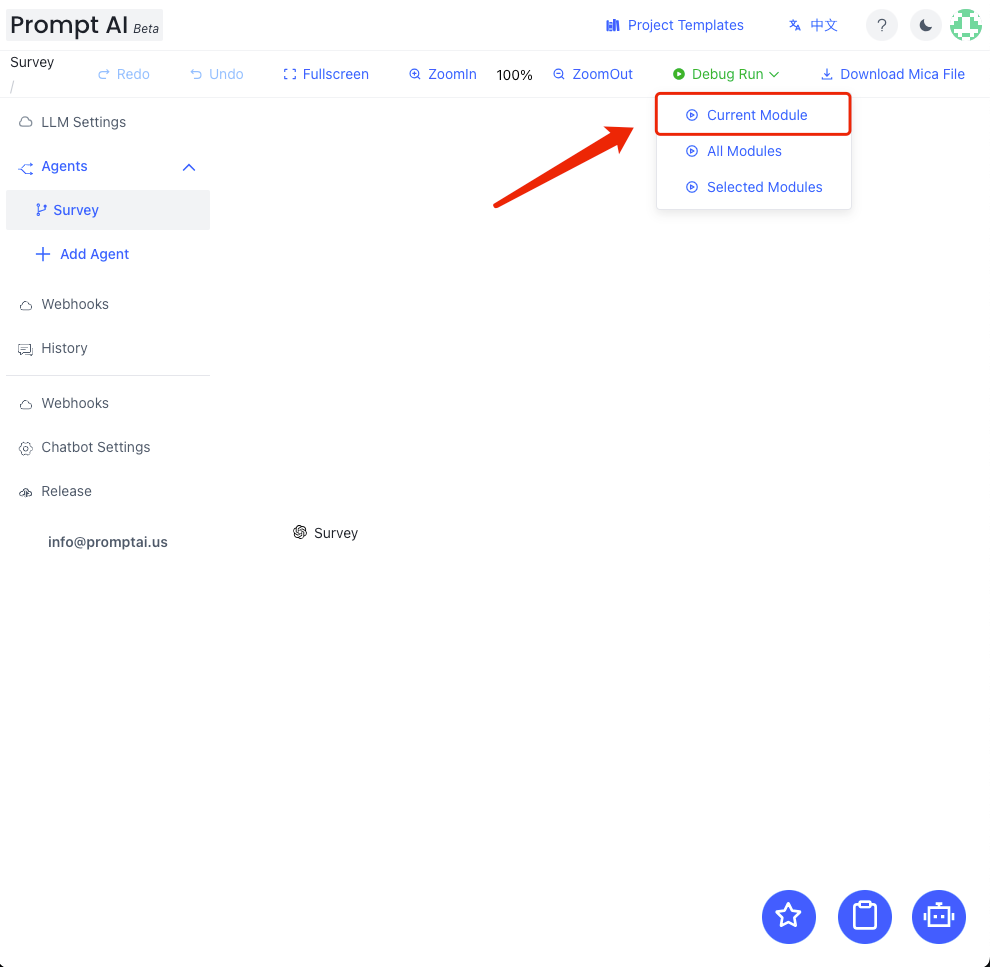 Prompt AI Beta
Project Templates
中文
?
Survey
/
Redo
Undo
Fullscreen
ZoomIn
100%
ZoomOut
Debug Run
Download Mica File
Current Module
All Modules
Selected Modules
LLM Settings
Agents
Survey
Add Agent
Webhooks
History
Webhooks
Chatbot Settings
Release
info@promptai.us
Survey